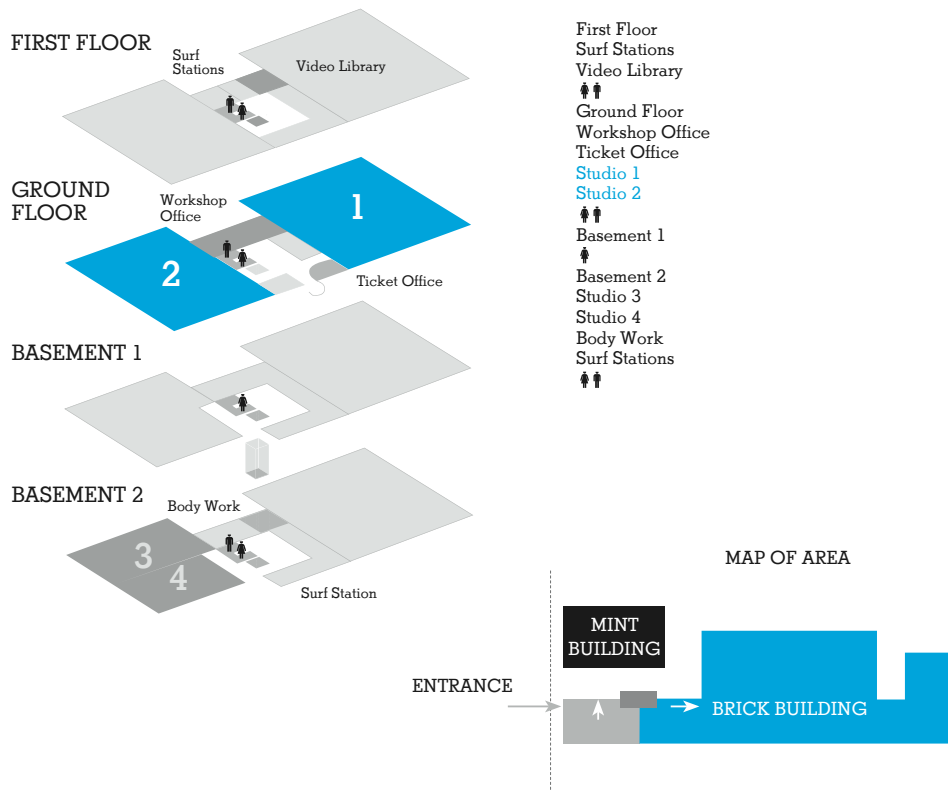 FIRST FLOOR
Surf
Stations
Video Library
GROUND
FLOOR
Workshop
Office
1
2
Ticket Office
BASEMENT 1
BASEMENT 2
Body Work
3
4
Surf Station
First Floor
Surf Stations
Video Library
Ground Floor
Workshop Office
Ticket Office
Studio 1
Studio 2
Basement 1
Basement 2
Studio 3
Studio 4
Body Work
Surf Stations
MAP OF AREA
MINT
BUILDING
ENTRANCE
BRICK BUILDING